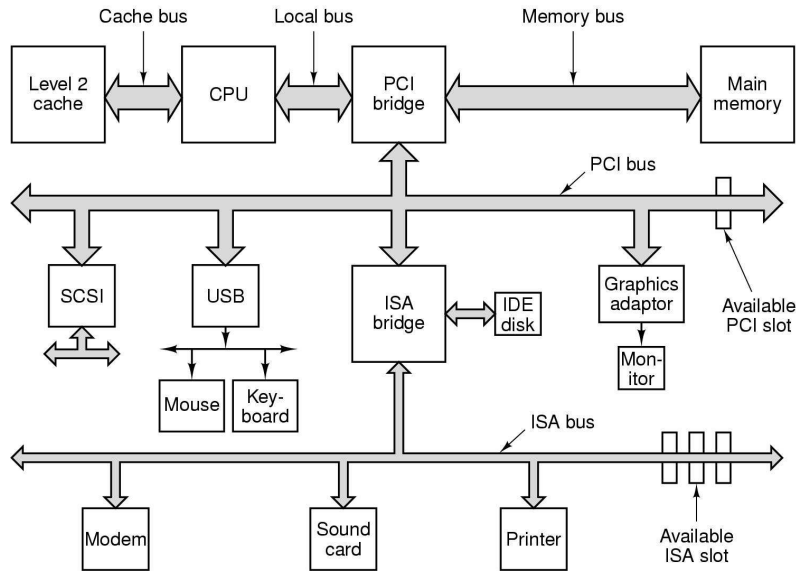 Cache bus
Local bus
Memory bus
Level 2
cache
CPU
PCI
bridge
Main
memory
PCI bus
SCSI
USB
ISA
bridge
IDE
disk
Graphics
adaptor
Available
PCI slot
Mon-
itor
Mouse
Key-
board
ISA bus
Modem
Sound
card
Printer
Available
ISA slot